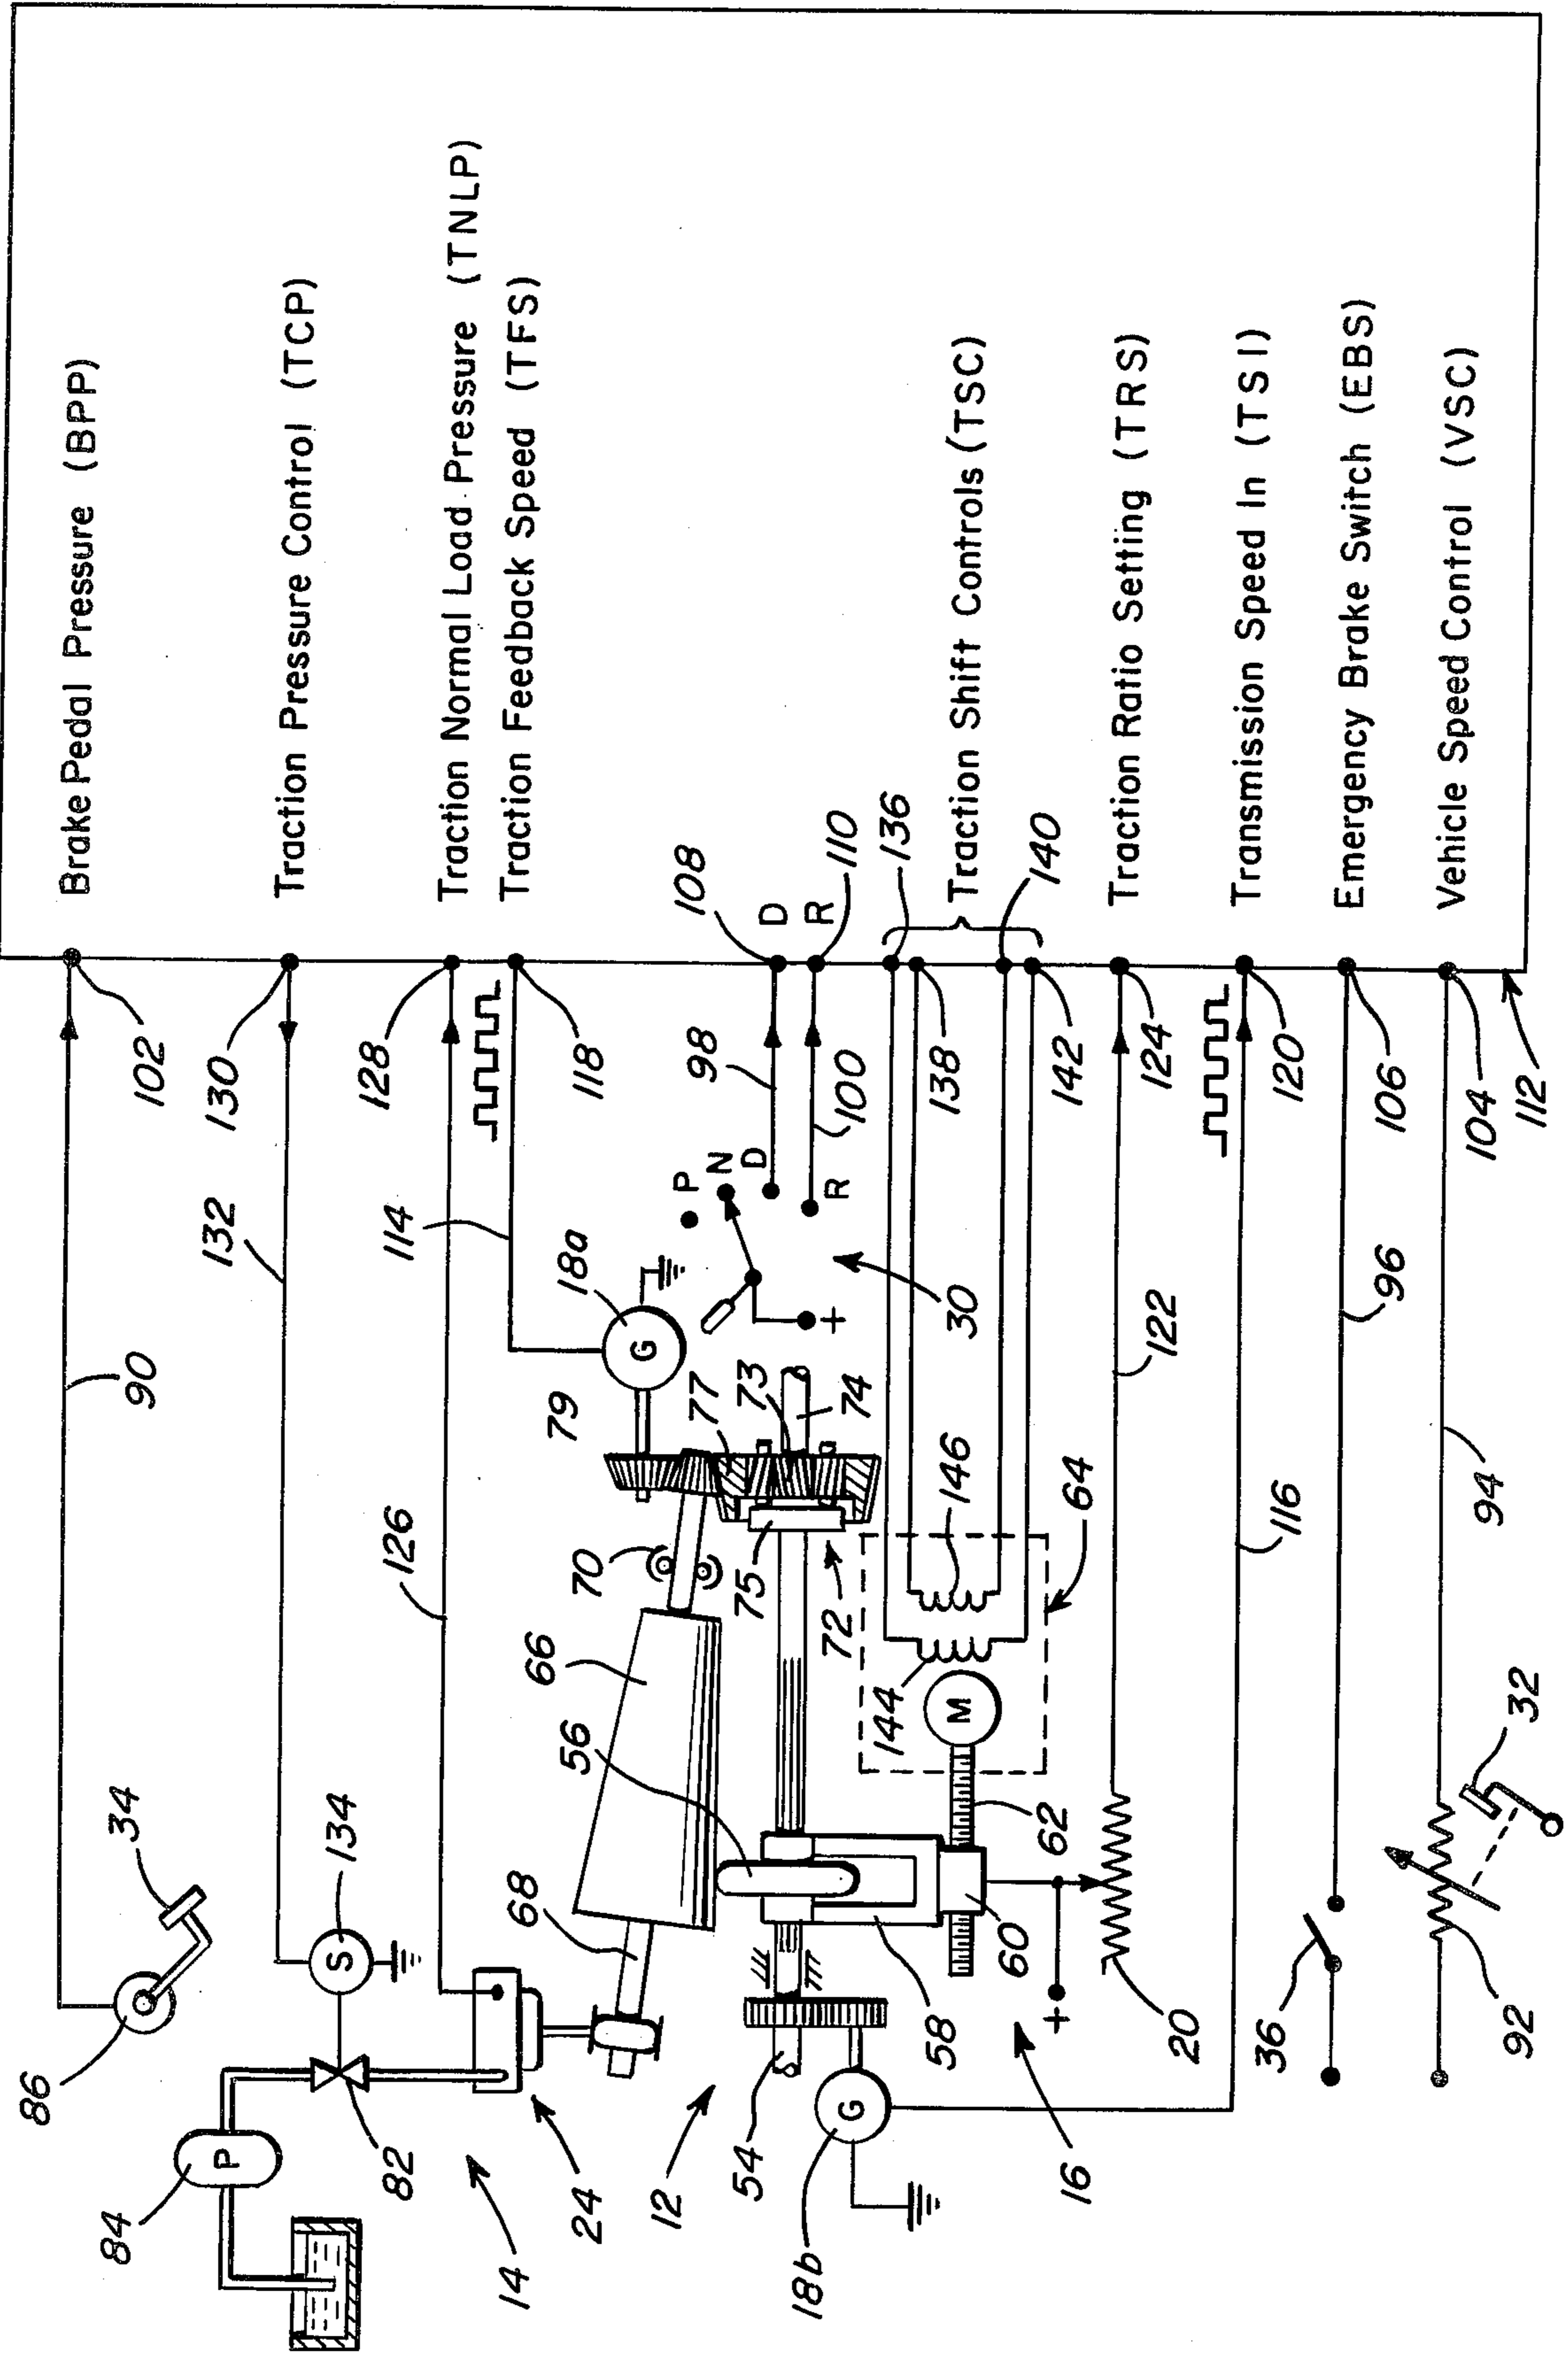 Brake Pedal Pressure (BPP)
Traction Pressure Control (TCP)
Traction Normal Load Pressure (TNLP)
Traction Feedback Speed (TFS)
D
R
Traction Shift Controls (TSC)
Traction Ratio Setting (TRS)
Transmission Speed In (TSI)
Emergency Brake Switch (EBS)
Vehicle Speed Control (VSC)
102
130
128
118
108
110
136
138
140
142
124
120
106
104
112
90
132
126
114
98
100
P
N
D
R
30
+
122
116
96
94
18a
G
79
77
73
74
70
75
72
146
144
64
M
66
56
68
62
60
58
20
+
16
34
86
134
S
82
84
P
14
24
12
54
18b
G
36
92
32